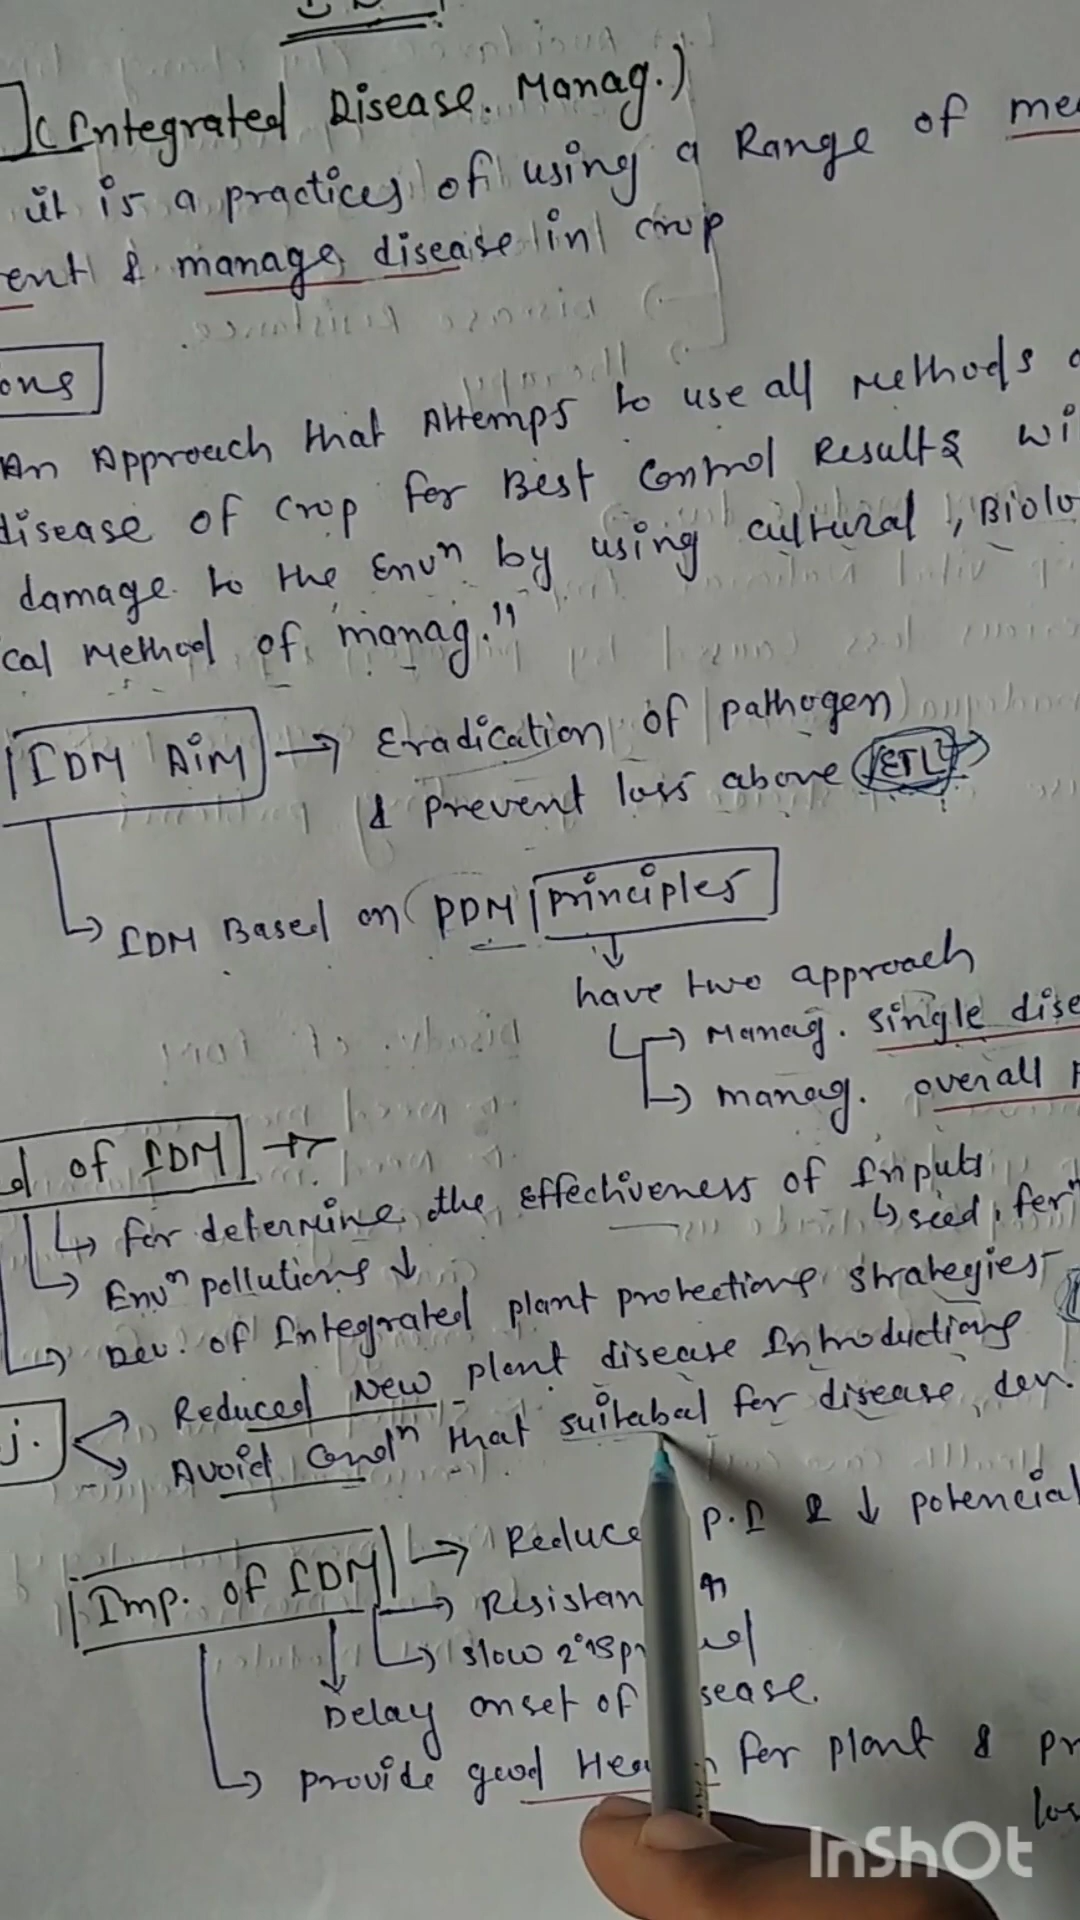 (Integrated Disease. Manag.)
it is a practices of using a Range of me
ent & manage disease in crop
ons
An Approach that Attemps to use all Methods
disease of crop for Best Control Results wi
damage to the Envn by using cultural, Biolo
cal Method of manag."
IDM AiM → Eradication of pathogen
& prevent loss above ETL →
↳ IDM Based on PDM principles
↓
have two approach
↳ Manag. single dise
↳ manag. overall
of IDM →
↳ for determine the effectiveness of Inputs
↳ seed, fer
↳ Envn pollutions ↓
↳ Dev. of Integrated plant protections strategies
j. Reduced New plant disease Introductions
Avoid Condn that suitabal for disease dev.
Imp. of IDM → Reduce P.I & ↓ potencial
→ Resistan ↑
↳ slow 2°
Delay onset of sease.
↳ provide good Hea for plant & pr
los
InShOt